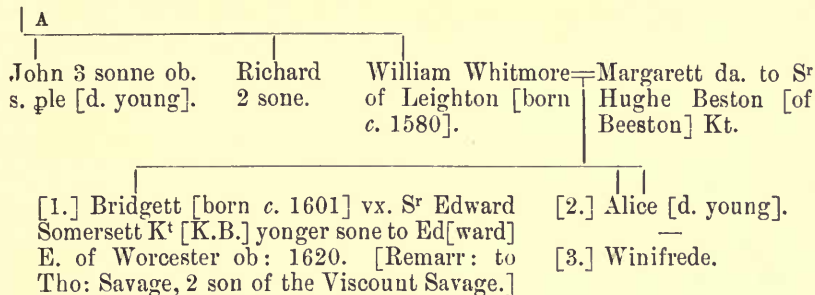 A
John 3 sonne ob.
s. ꝑle [d. young].
Richard
2 sone.
William Whitmore=Margarett da. to Sʳ
of Leighton [born
c. 1580].
Hughe Beston [of
Beeston] Kt.
[1.] Bridgett [born c. 1601] vx. Sʳ Edward
Somersett Kᵗ [K.B.] yonger sone to Ed[ward]
E. of Worcester ob: 1620. [Remarr: to
Tho: Savage, 2 son of the Viscount Savage.]
[2.] Alice [d. young].
—
[3.] Winifrede.